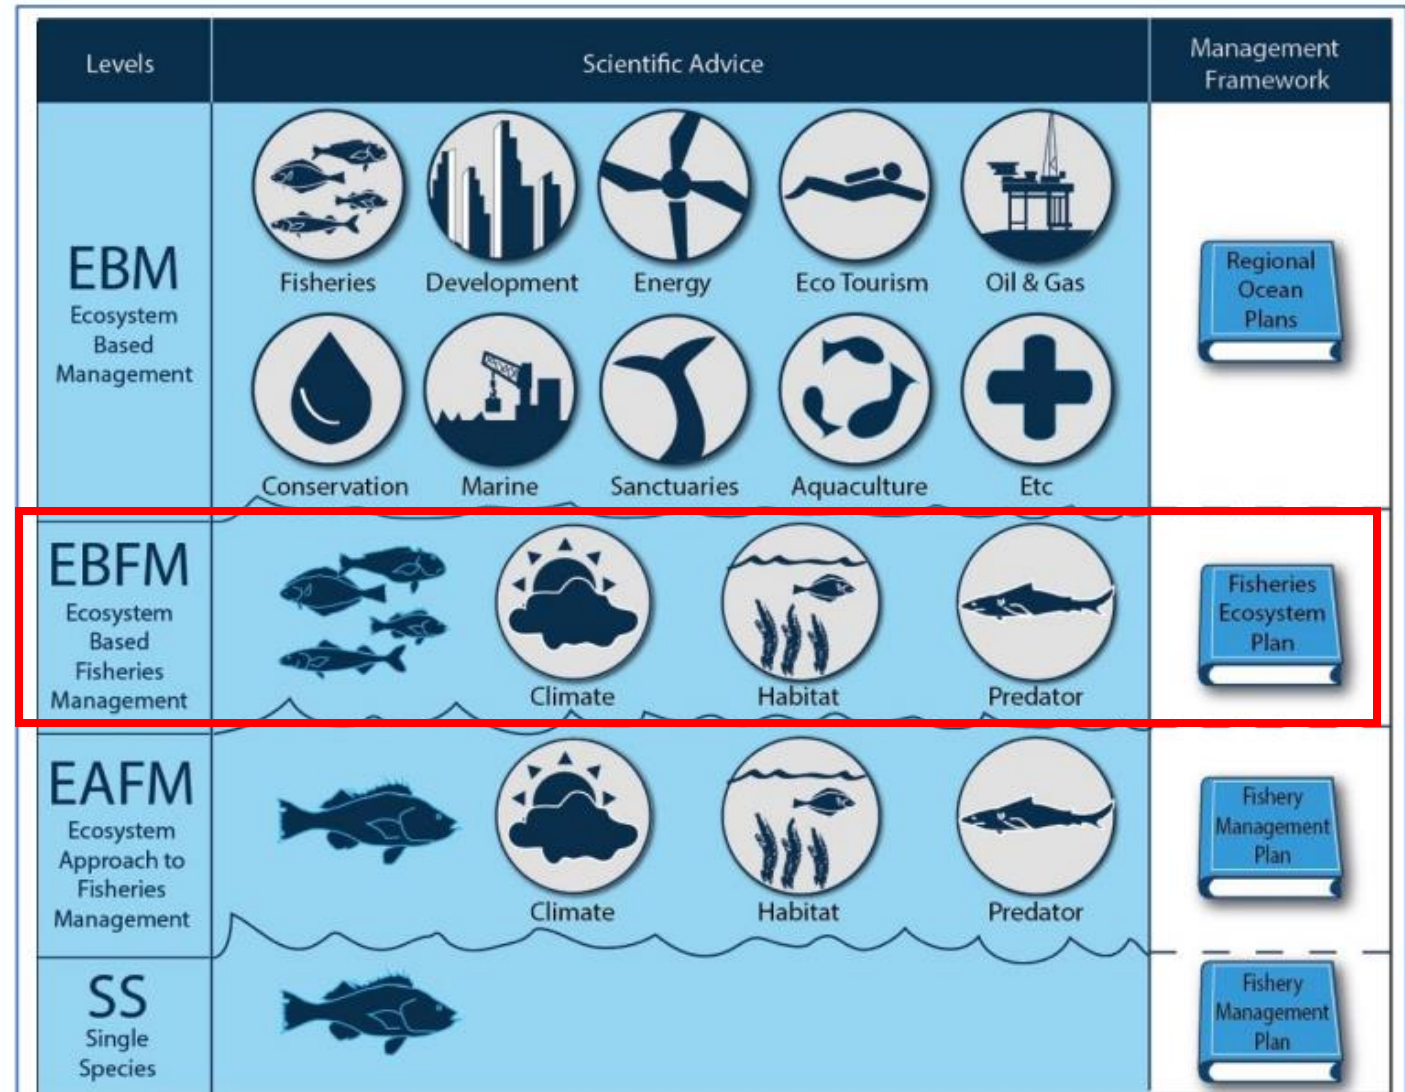 Levels
Scientific Advice
Management
Framework
EBM
Ecosystem
Based
Management
Fisheries
Development
Energy
Eco Tourism
Oil & Gas
Conservation
Marine
Sanctuaries
Aquaculture
Etc
Regional
Ocean
Plans
EBFM
Ecosystem
Based
Fisheries
Management
Climate
Habitat
Predator
Fisheries
Ecosystem
Plan
EAFM
Ecosystem
Approach to
Fisheries
Management
Climate
Habitat
Predator
Fishery
Management
Plan
SS
Single
Species
Fishery
Management
Plan